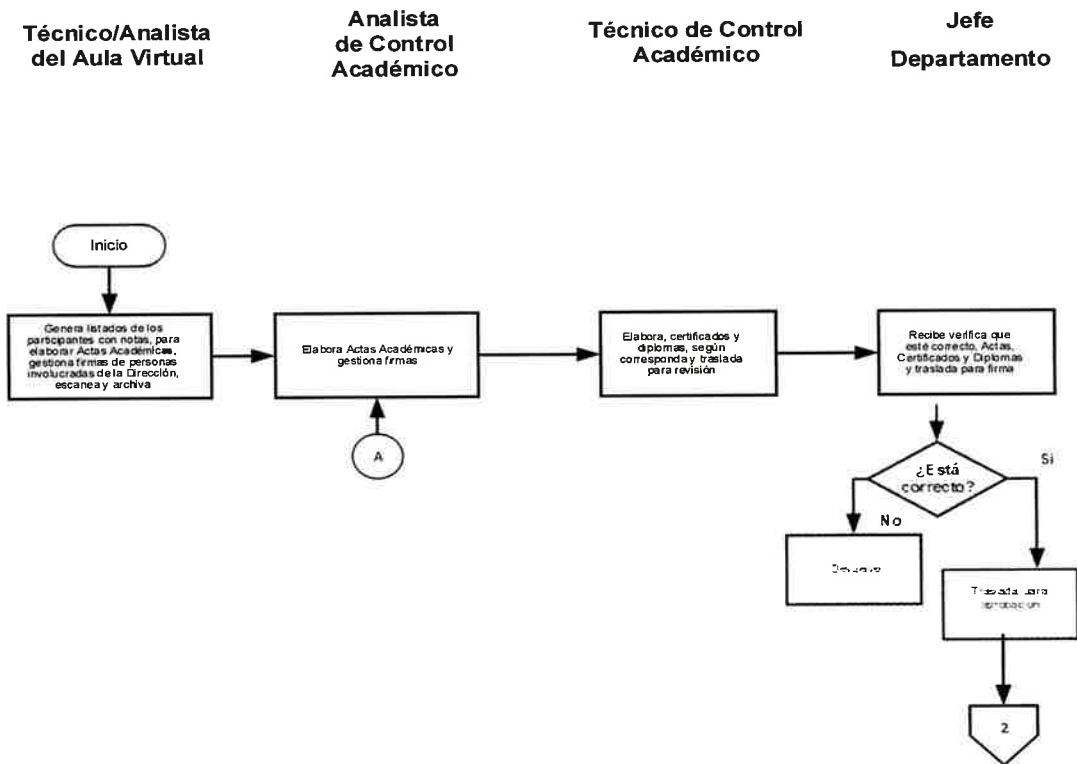 Técnico/Analista
del Aula Virtual
Analista
de Control
Académico
Técnico de Control
Académico
Jefe
Departamento
Inicio
Genera listados de los
participantes con notas, para
elaborar Actas Académicas,
gestiona firmas de personas
involucradas de la Dirección,
escanea y archiva
Elabora Actas Académicas y
gestiona firmas
Elabora, certificados y
diplomas, según
corresponda y traslada
para revisión
Recibe verifica que
esté correcto, Actas,
Certificados y Diplomas
y traslada para firma
A
¿Está
correcto?
Si
No
Traslada para
aprobación
2